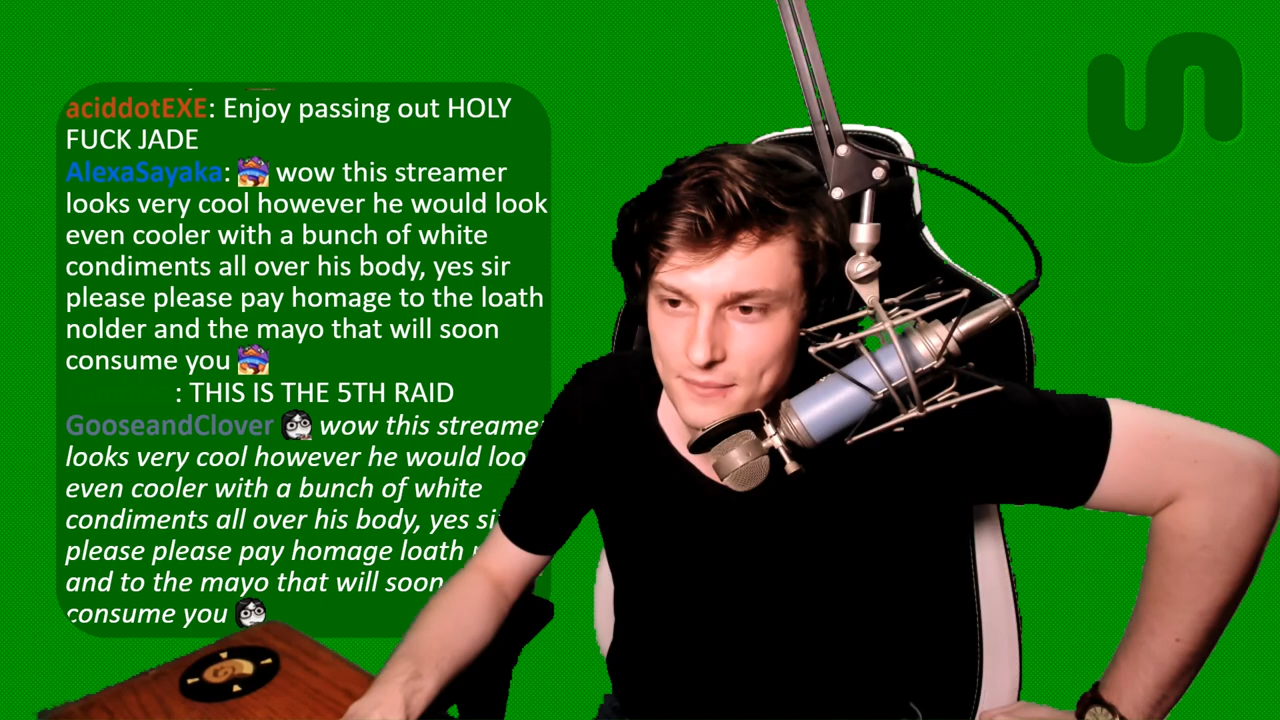 aciddotEXE: Enjoy passing out HOLY
FUCK JADE
AlexaSayaka: wow this streamer
looks very cool however he would look
even cooler with a bunch of white
condiments all over his body, yes sir
please please pay homage to the loath
nolder and the mayo that will soon
consume you
: THIS IS THE 5TH RAID
GooseandClover wow this streamer
looks very cool however he would loo
even cooler with a bunch of white
condiments all over his body, yes si
please please pay homage loath
and to the mayo that will soon
consume you